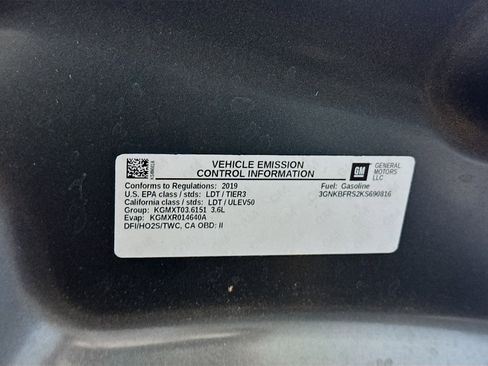 VEHICLE EMISSION
CONTROL INFORMATION
GM
GENERAL
MOTORS
LLC
Conforms to Regulations: 2019
Fuel: Gasoline
U.S. EPA class / stds: LDT / TIER3
3GNKBFRS2KS690816
California class / stds: LDT / ULEV50
Group: KGMXT03.6151 3.6L
Evap: KGMXR014640A
DFI/HO2S/TWC, CA OBD: II